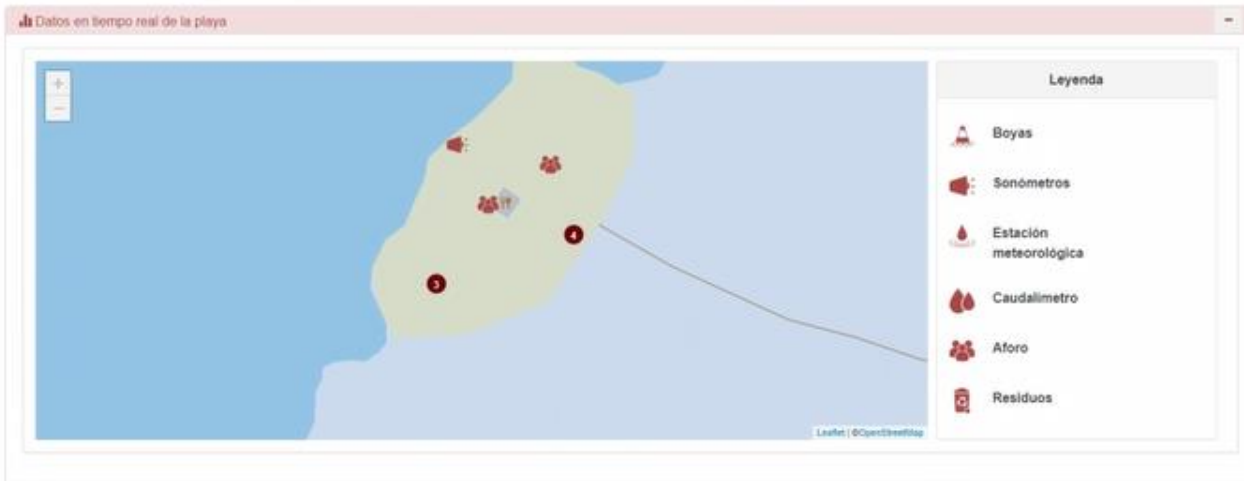 Datos en tiempo real de la playa
-
+
-
Leyenda
Boyas
Sonómetros
Estación
meteorológica
Caudalímetro
4
3
Aforo
Residuos
Leaflet | ©OpenStreetMap